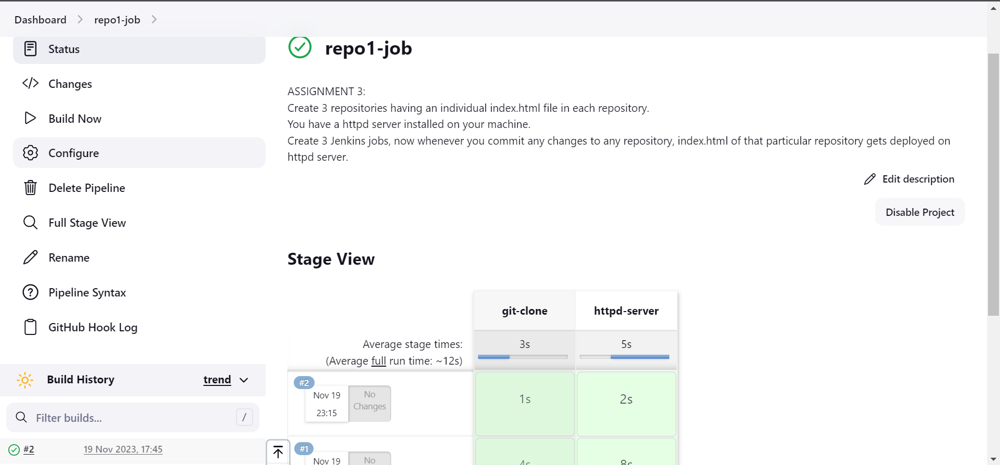 Dashboard
repo1-job
Status
Changes
Build Now
Configure
Delete Pipeline
Full Stage View
Rename
Pipeline Syntax
GitHub Hook Log
Build History
trend
Filter builds...
/
#2
19 Nov 2023, 17:45
repo1-job
ASSIGNMENT 3:
Create 3 repositories having an individual index.html file in each repository.
You have a httpd server installed on your machine.
Create 3 Jenkins jobs, now whenever you commit any changes to any repository, index.html of that particular repository gets deployed on
httpd server.
Edit description
Disable Project
Stage View
git-clone
httpd-server
Average stage times:
(Average full run time: ~12s)
3s
5s
#2
Nov 19
23:15
No
Changes
1s
2s
#1
Nov 19
No
4s
8s